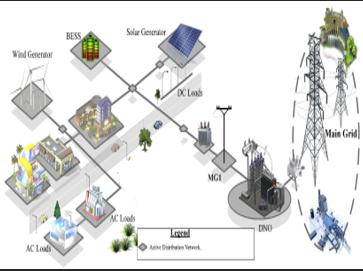 BESS
Solar Generator
Wind Generator
DC Loads
Main Grid
MG1
AC Loads
DNO
AC Loads
Legend
Active Distribution Network.